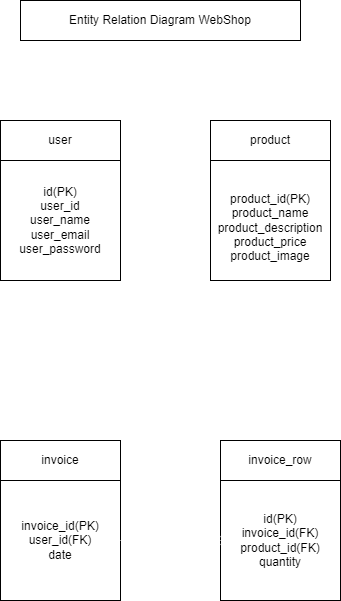 Entity Relation Diagram WebShop
user
id(PK)
user_id
user_name
user_email
user_password
product
product_id(PK)
product_name
product_description
product_price
product_image
invoice
invoice_id(PK)
user_id(FK)
date
invoice_row
id(PK)
invoice_id(FK)
product_id(FK)
quantity